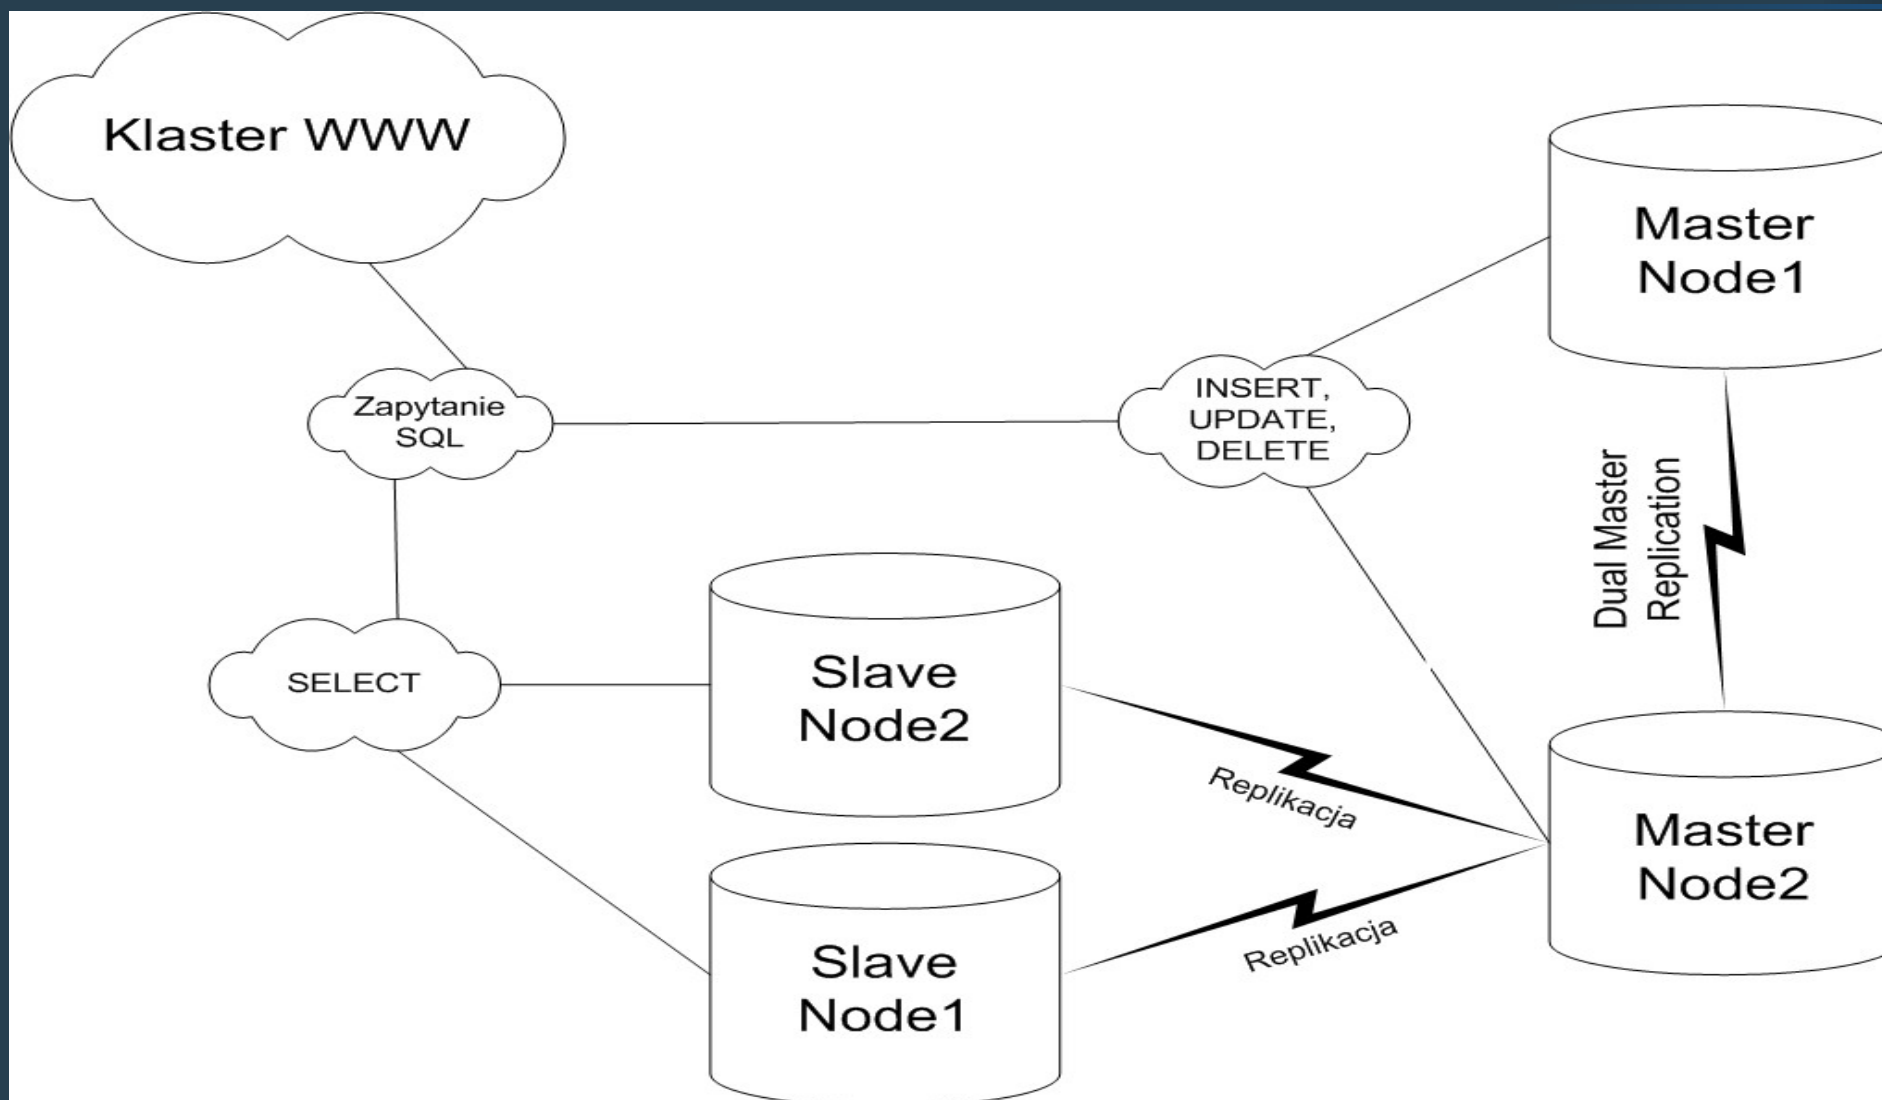 Klaster WWW
Master
Node1
Zapytanie
SQL
INSERT,
UPDATE,
DELETE
Dual Master
Replication
SELECT
Slave
Node2
Replikacja
Master
Node2
Slave
Node1
Replikacja